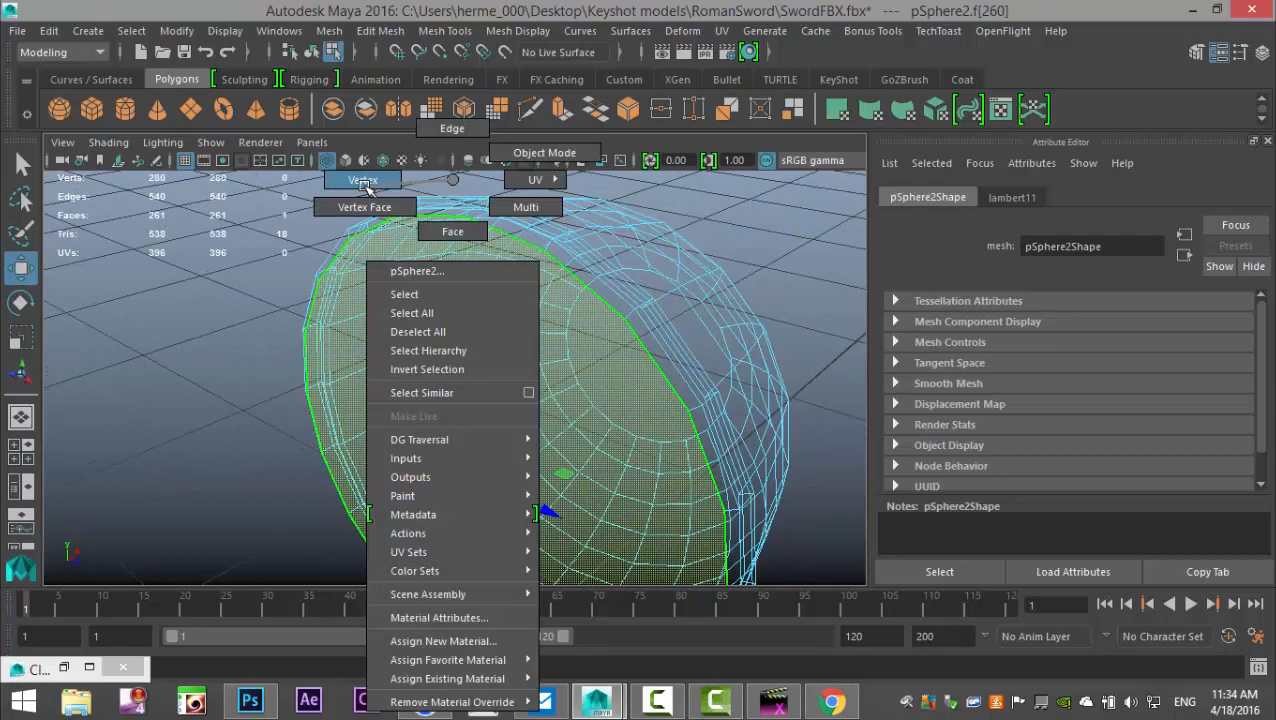 Autodesk Maya 2016: C:\Users\herme_000\Desktop\Keyshot models\RomanSword\SwordFBX.fbx* --- pSphere2.f[260]
File Edit Create Select Modify Display Windows Mesh Edit Mesh Mesh Tools Mesh Display Curves Surfaces Deform UV Generate Cache Bonus Tools TechToast OpenFlight Help
Modeling No Live Surface IPR
Curves / Surfaces Polygons Sculpting Rigging Animation Rendering FX FX Caching Custom XGen Bullet TURTLE KeyShot GoZBrush Coat
View Shading Lighting Show Renderer Panels
0.00 1.00 sRGB gamma
Verts: 280 280 0
Edges: 540 540 0
Faces: 261 261 1
Tris: 538 538 18
UVs: 396 396 0
Edge
Object Mode
Vertex UV
Vertex Face Multi
Face
pSphere2...
Select
Select All
Deselect All
Select Hierarchy
Invert Selection
Select Similar
Make Live
DG Traversal
Inputs
Outputs
Paint
Metadata
Actions
UV Sets
Color Sets
Scene Assembly
Material Attributes...
Assign New Material...
Assign Favorite Material
Assign Existing Material
Remove Material Override
y
Attribute Editor
List Selected Focus Attributes Show Help
pSphere2Shape lambert11
mesh: pSphere2Shape
Focus
Presets
Show Hide
Tessellation Attributes
Mesh Component Display
Mesh Controls
Tangent Space
Smooth Mesh
Displacement Map
Render Stats
Object Display
Node Behavior
UUID
Notes: pSphere2Shape
Select Load Attributes Copy Tab
5 10 15 20 25 30 35 40 45 60 65 70 75 80 85 90 95 100 105 110 115 12 1
1 1 1 120 120 200 No Anim Layer No Character Set
Cl...
Ps Ae
ENG
11:34 AM
4/18/2016